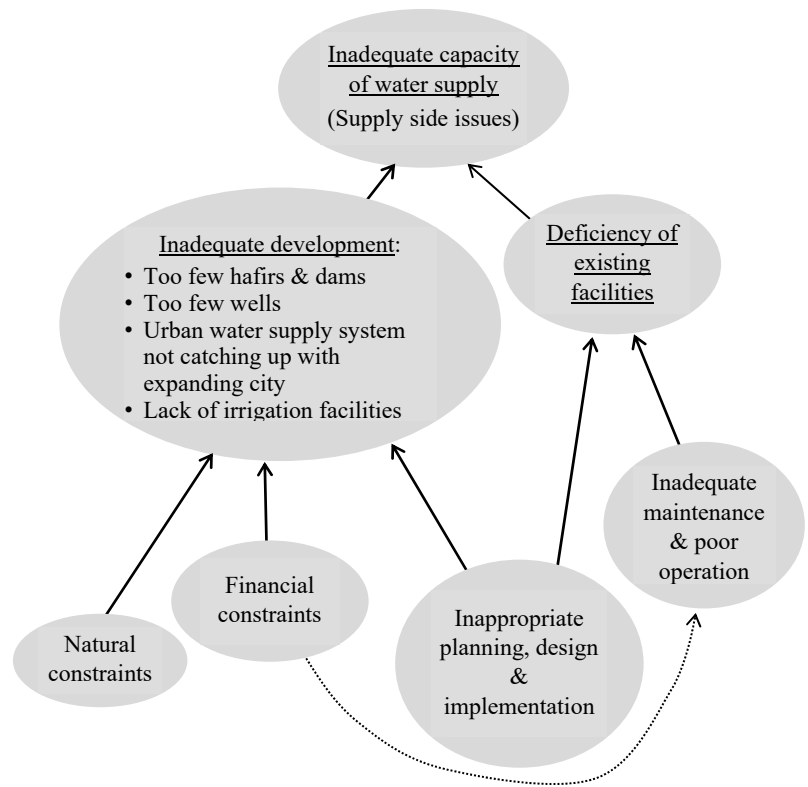 Inadequate capacity
of water supply
(Supply side issues)
Inadequate development:
• Too few hafirs & dams
• Too few wells
• Urban water supply system
not catching up with
expanding city
• Lack of irrigation facilities
Deficiency of
existing
facilities
Inadequate
maintenance
& poor
operation
Financial
constraints
Natural
constraints
Inappropriate
planning, design
&
implementation